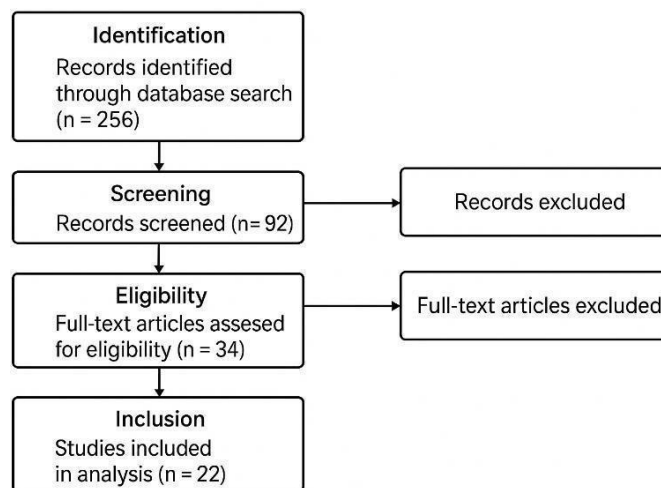 Identification
Records identified
through database search
(n = 256)
Screening
Records screened (n= 92)
Records excluded
Eligibility
Full-text articles assesed
for eligibility (n = 34)
Full-text articles excluded
Inclusion
Studies included
in analysis (n = 22)